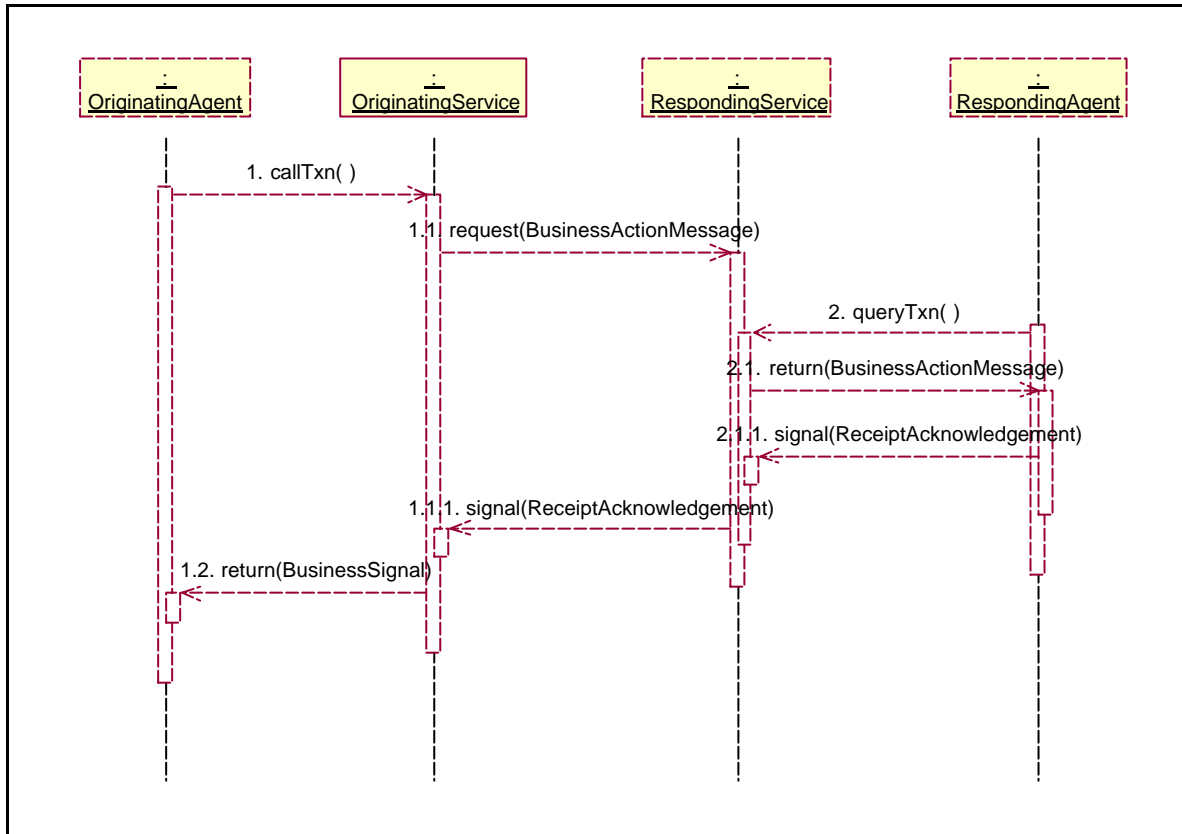 :
OriginatingAgent
:
OriginatingService
:
RespondingService
:
RespondingAgent
1. callTxn( )
1.1. request(BusinessActionMessage)
2. queryTxn( )
2.1. return(BusinessActionMessage)
2.1.1. signal(ReceiptAcknowledgement)
1.1.1. signal(ReceiptAcknowledgement)
1.2. return(BusinessSignal)